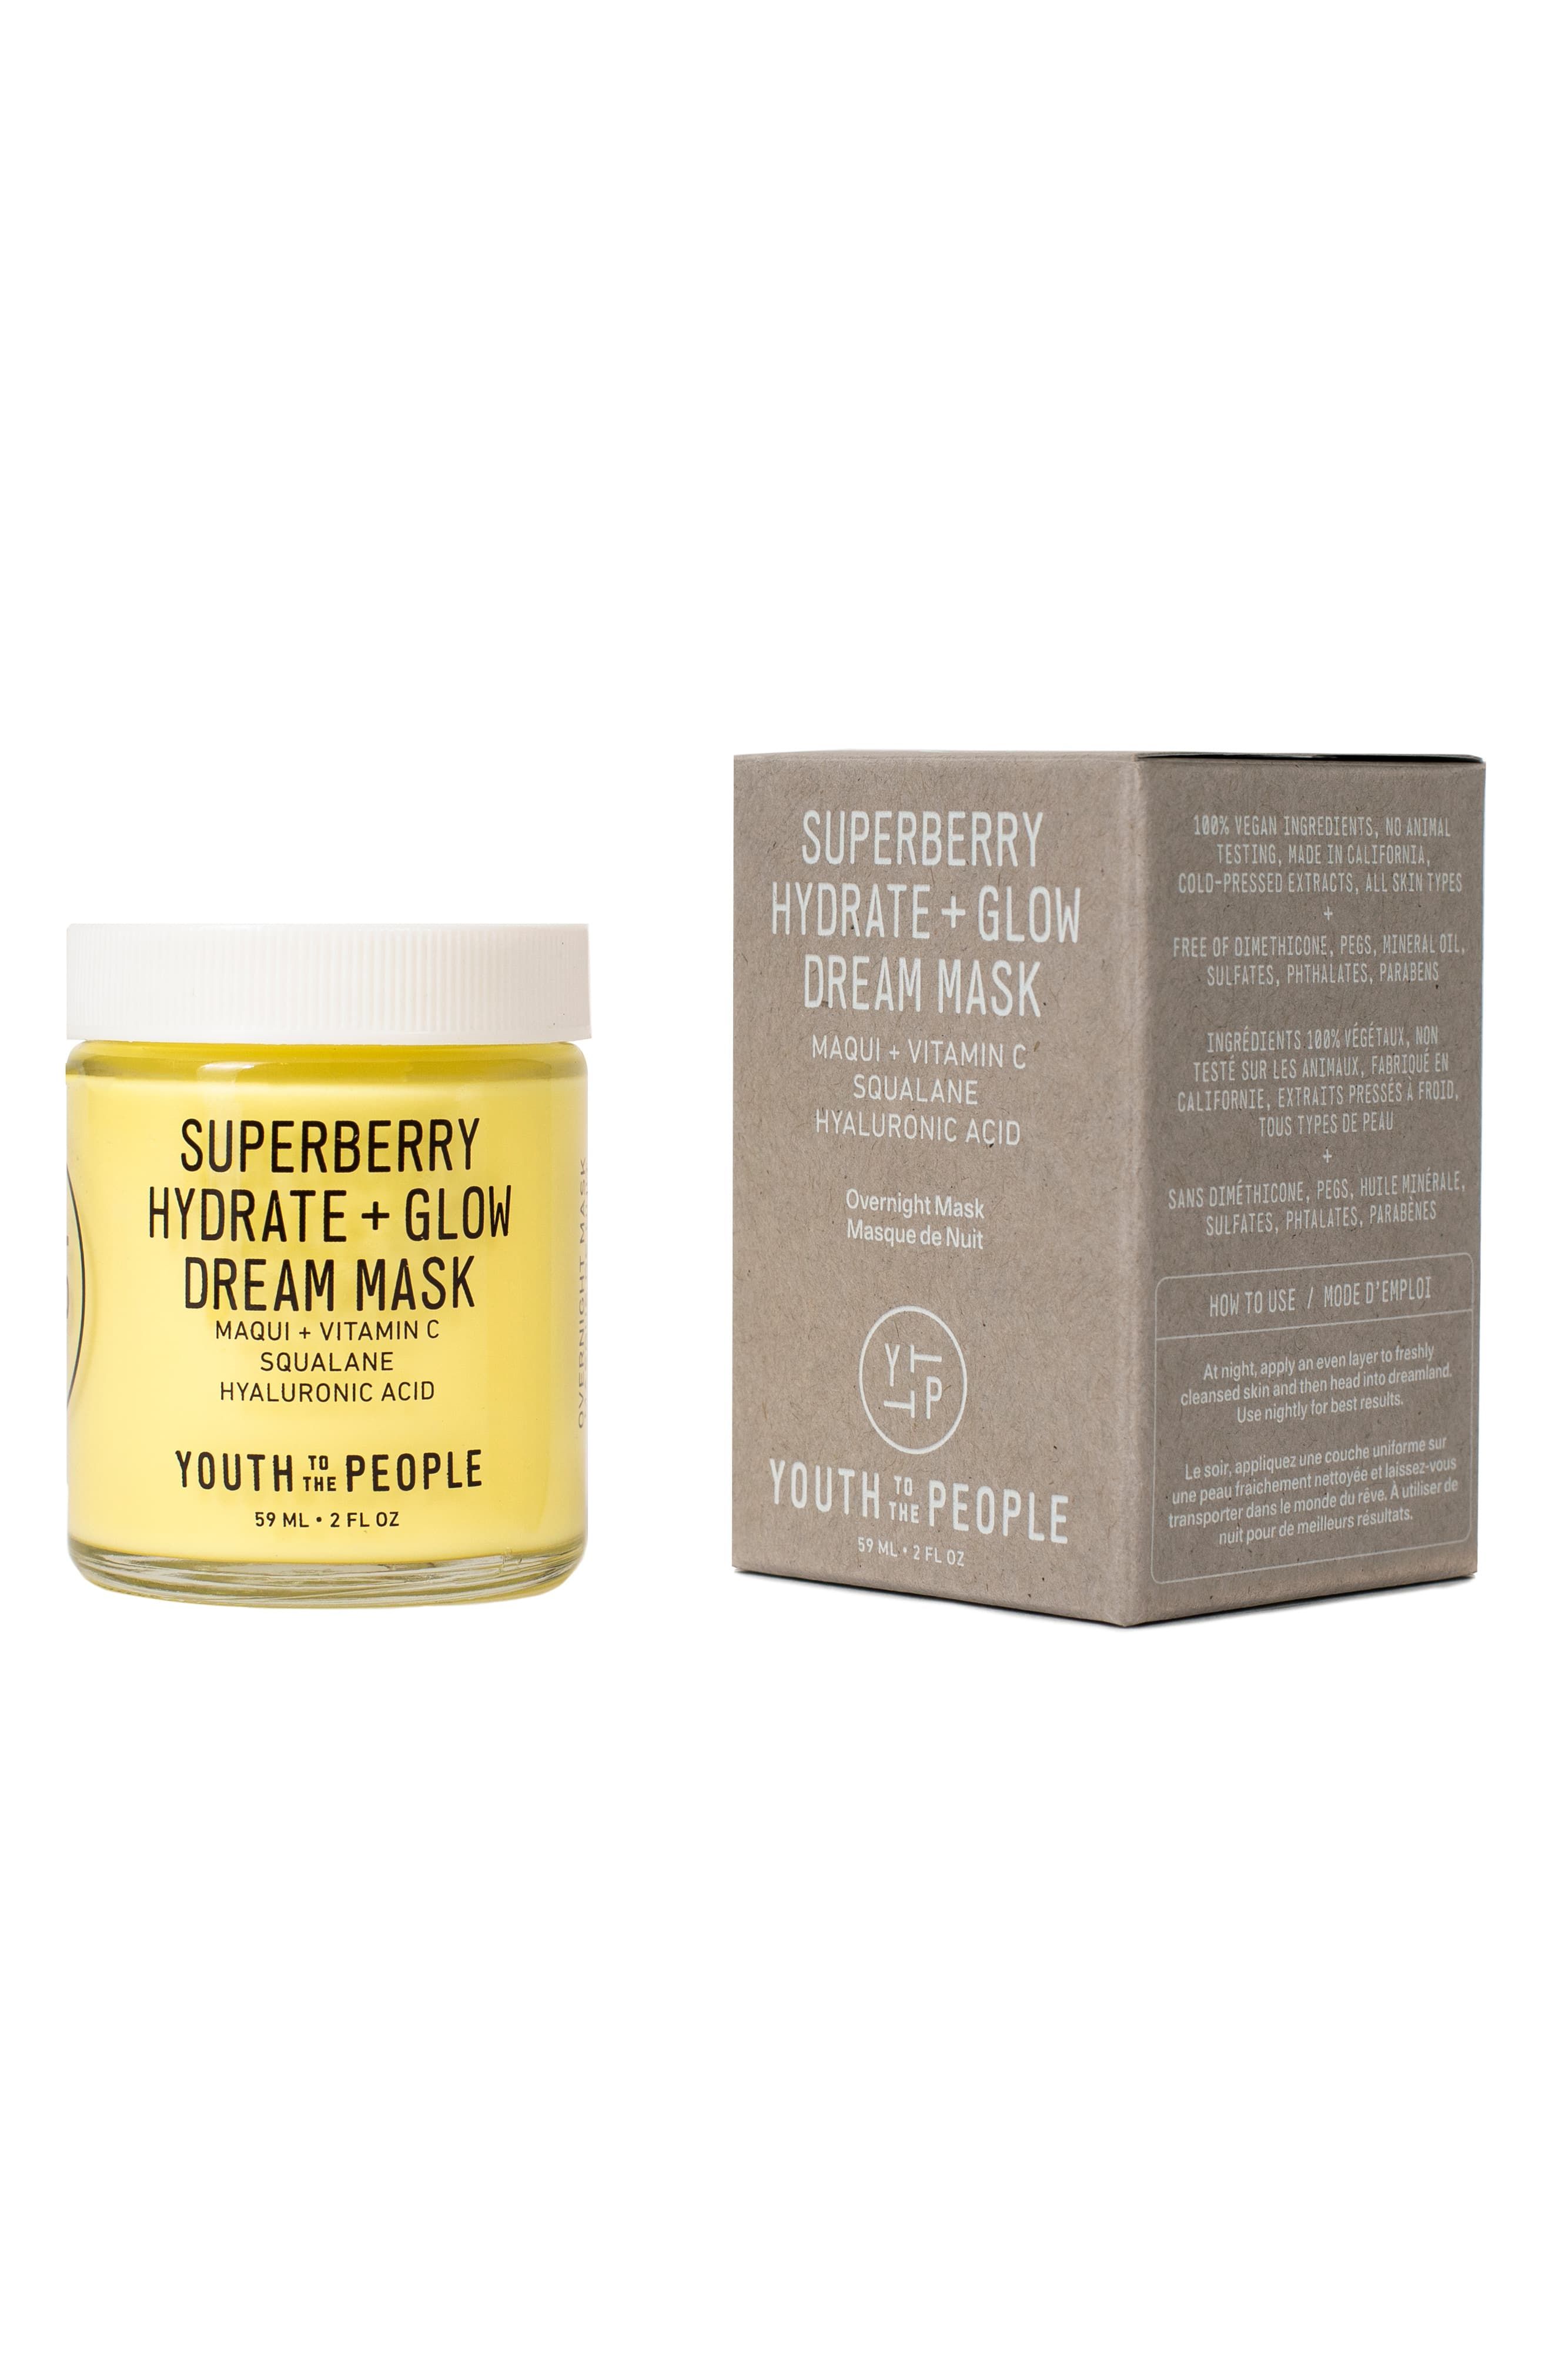 SUPERBERRY
HYDRATE + GLOW
DREAM MASK
MAQUI + VITAMIN C
SQUALANE
HYALURONIC ACID
YOUTH TO THE PEOPLE
59 ML • 2 FL OZ
OVERNIGHT MASK
SUPERBERRY
HYDRATE + GLOW
DREAM MASK
MAQUI + VITAMIN C
SQUALANE
HYALURONIC ACID
Overnight Mask
Masque de Nuit
YTTP
YOUTH TO THE PEOPLE
59 ML • 2 FL OZ
100% VEGAN INGREDIENTS, NO ANIMAL
TESTING, MADE IN CALIFORNIA,
COLD-PRESSED EXTRACTS, ALL SKIN TYPES
+
FREE OF DIMETHICONE, PEGS, MINERAL OIL,
SULFATES, PHTHALATES, PARABENS
INGRÉDIENTS 100% VÉGÉTAUX, NON
TESTÉ SUR LES ANIMAUX, FABRIQUÉ EN
CALIFORNIE, EXTRAITS PRESSÉS À FROID,
TOUS TYPES DE PEAU
+
SANS DIMÉTHICONE, PEGS, HUILE MINÉRALE,
SULFATES, PHTALATES, PARABÈNES
HOW TO USE / MODE D'EMPLOI
At night, apply an even layer to freshly
cleansed skin and then head into dreamland.
Use nightly for best results.
Le soir, appliquez une couche uniforme sur
une peau fraichement nettoyée et laissez-vous
transporter dans le monde du rêve. À utiliser de
nuit pour de meilleurs résultats.